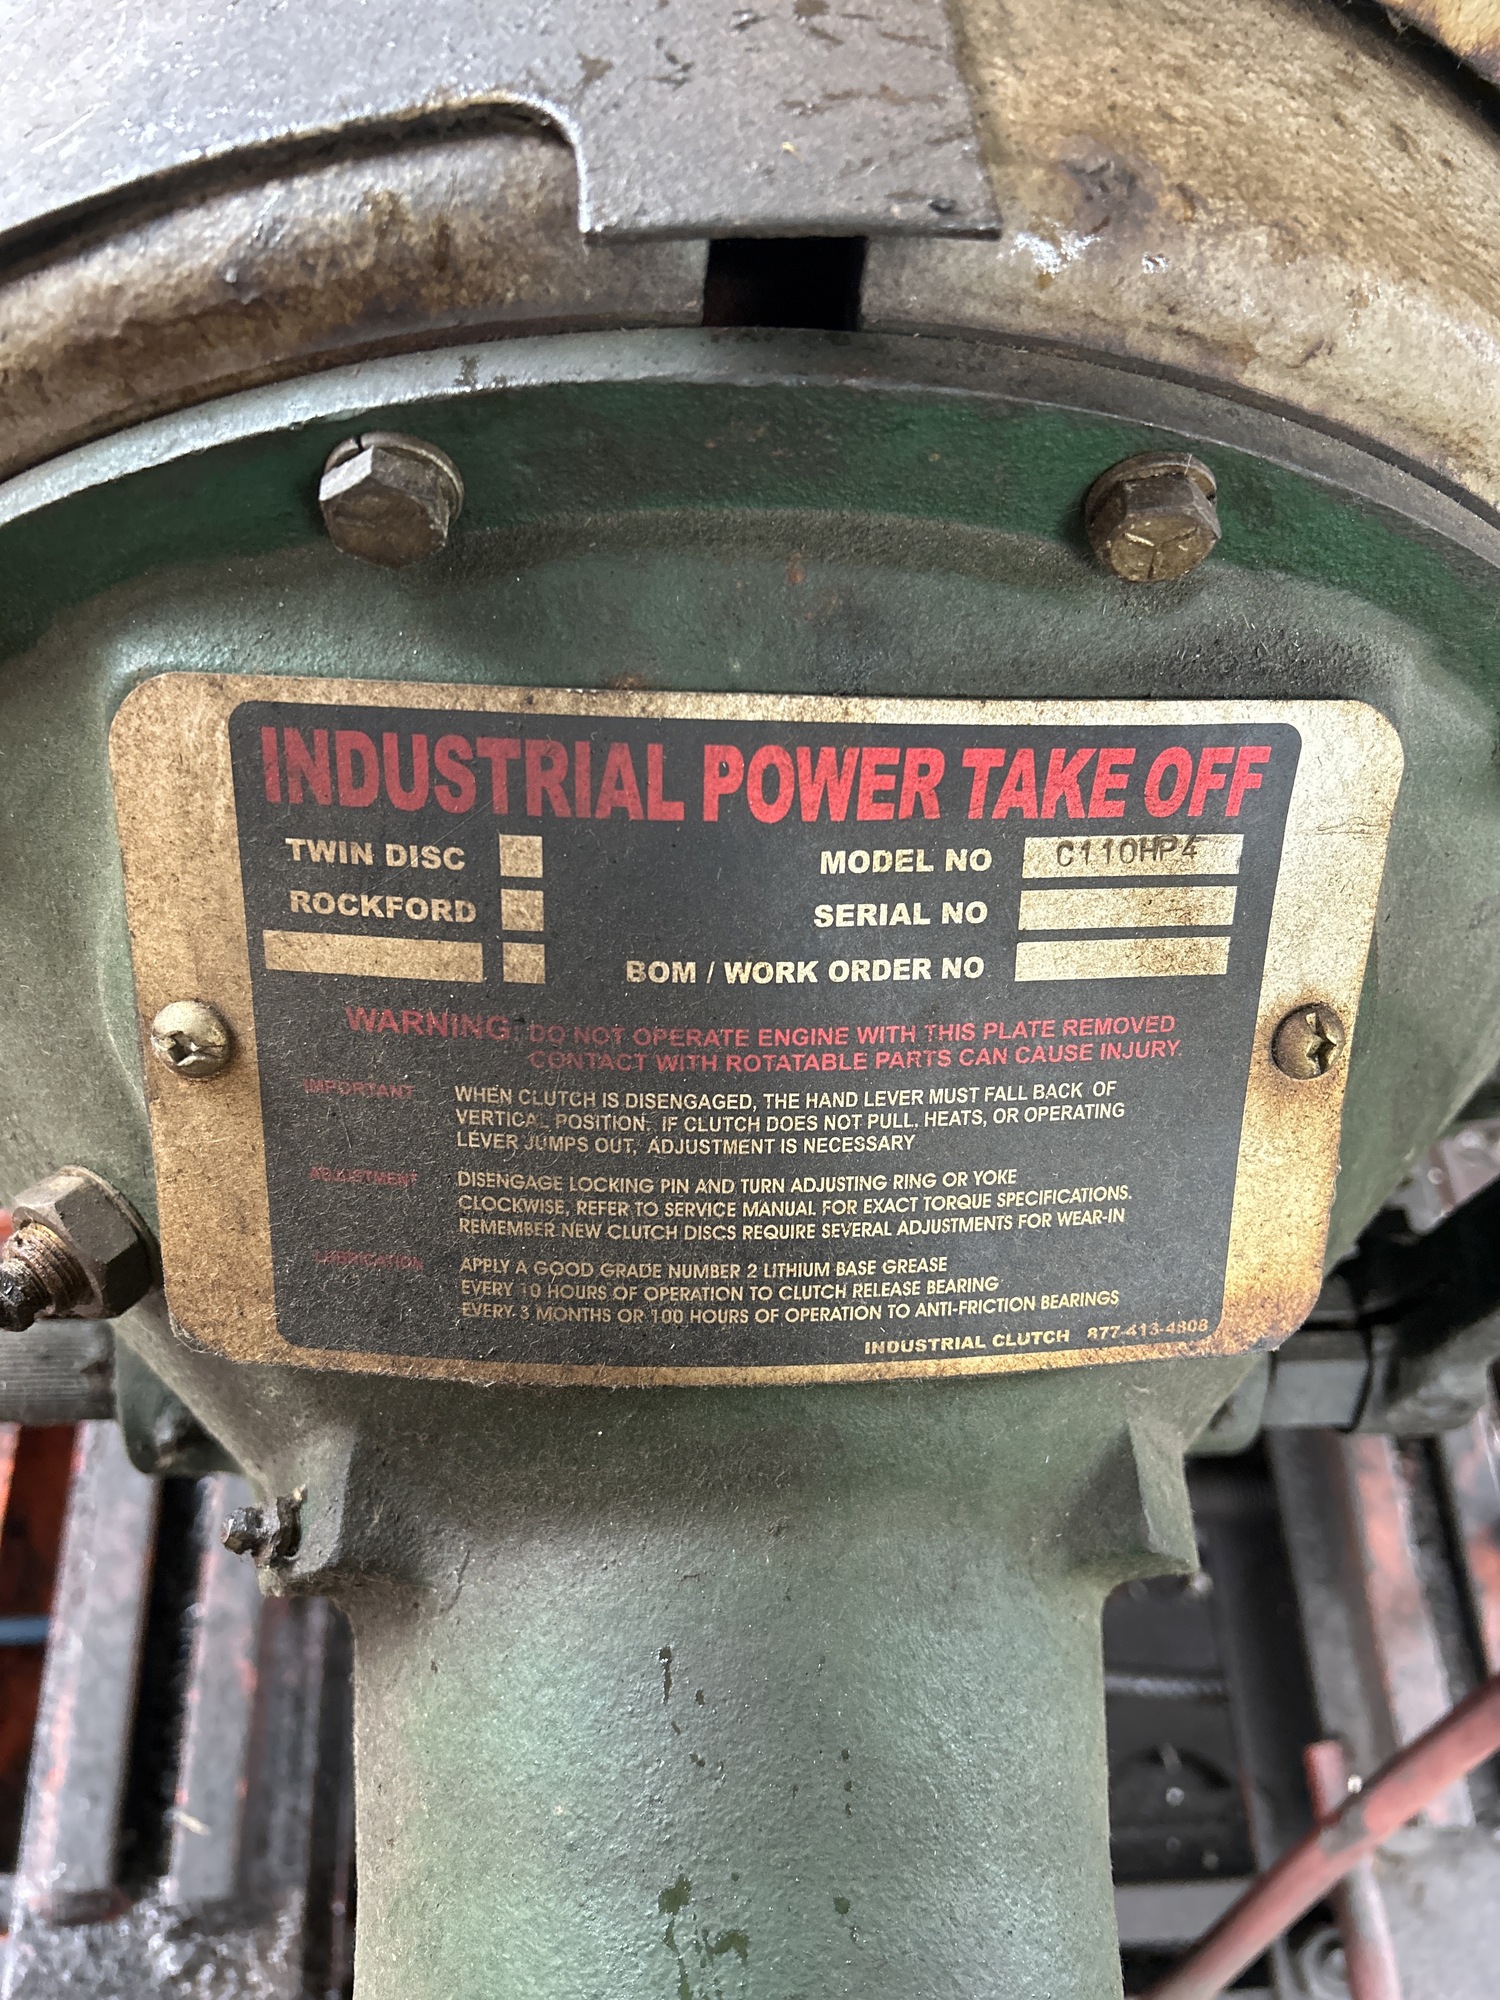 INDUSTRIAL POWER TAKE OFF
TWIN DISC
MODEL NO C110HP4
ROCKFORD
SERIAL NO
BOM / WORK ORDER NO
WARNING: DO NOT OPERATE ENGINE WITH THIS PLATE REMOVED
CONTACT WITH ROTATABLE PARTS CAN CAUSE INJURY.
IMPORTANT WHEN CLUTCH IS DISENGAGED, THE HAND LEVER MUST FALL BACK OF
VERTICAL POSITION. IF CLUTCH DOES NOT PULL. HEATS, OR OPERATING
LEVER JUMPS OUT, ADJUSTMENT IS NECESSARY
ADJUSTMENT DISENGAGE LOCKING PIN AND TURN ADJUSTING RING OR YOKE
CLOCKWISE, REFER TO SERVICE MANUAL FOR EXACT TORQUE SPECIFICATIONS.
REMEMBER NEW CLUTCH DISCS REQUIRE SEVERAL ADJUSTMENTS FOR WEAR-IN
LUBRICATION APPLY A GOOD GRADE NUMBER 2 LITHIUM BASE GREASE
EVERY 10 HOURS OF OPERATION TO CLUTCH RELEASE BEARING
EVERY 3 MONTHS OR 100 HOURS OF OPERATION TO ANTI-FRICTION BEARINGS
INDUSTRIAL CLUTCH 877-413-4808